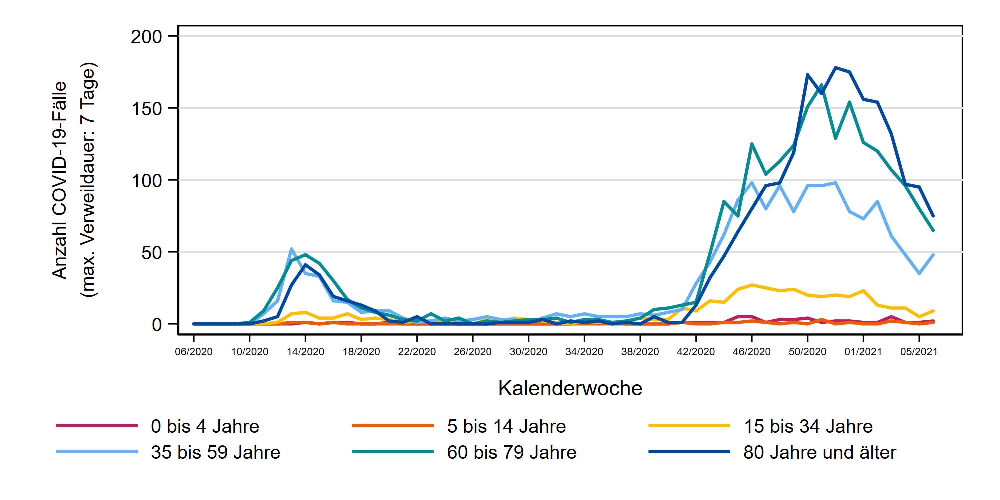 Anzahl COVID-19-Fälle
(max. Verweildauer: 7 Tage)
200
150
100
50
0
06/2020 10/2020 14/2020 18/2020 22/2020 26/2020 30/2020 34/2020 38/2020 42/2020 46/2020 50/2020 01/2021 05/2021
Kalenderwoche
0 bis 4 Jahre 5 bis 14 Jahre 15 bis 34 Jahre
35 bis 59 Jahre 60 bis 79 Jahre 80 Jahre und älter